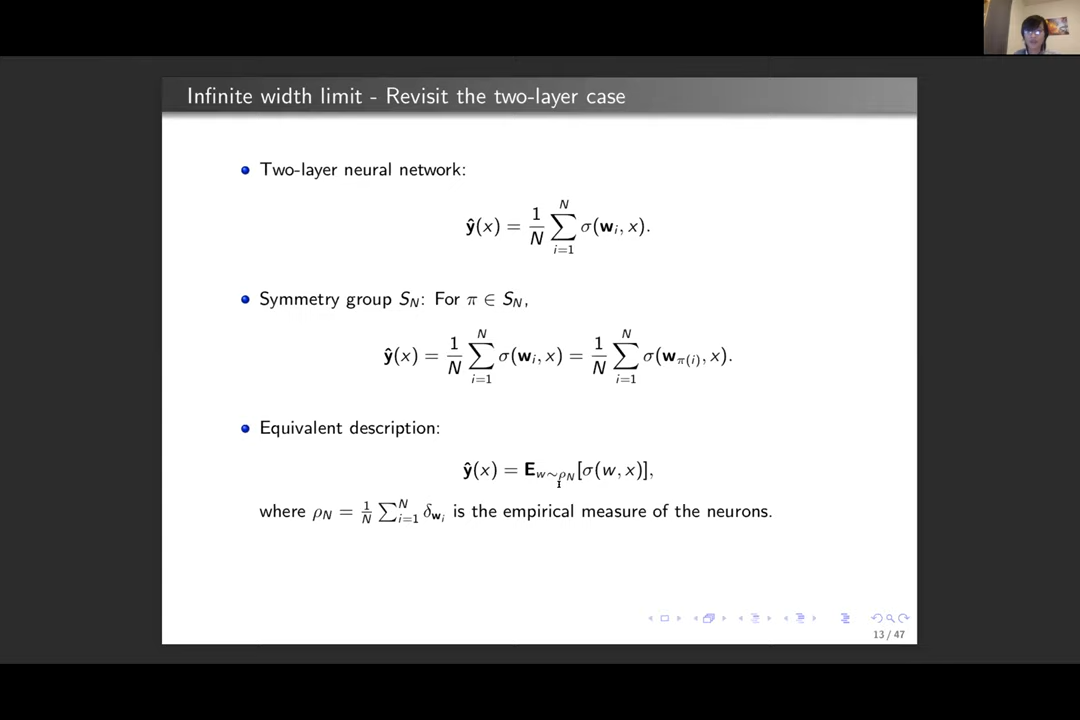 Infinite width limit - Revisit the two-layer case
Two-layer neural network:
ŷ(x) = 1/N ∑_{i=1}^{N} σ(w_i, x).
Symmetry group S_N: For π ∈ S_N,
ŷ(x) = 1/N ∑_{i=1}^{N} σ(w_i, x) = 1/N ∑_{i=1}^{N} σ(w_{π(i)}, x).
Equivalent description:
ŷ(x) = E_{w∼ρ_N}[σ(w, x)],
where ρ_N = 1/N ∑_{i=1}^{N} δ_{w_i} is the empirical measure of the neurons.
13 / 47